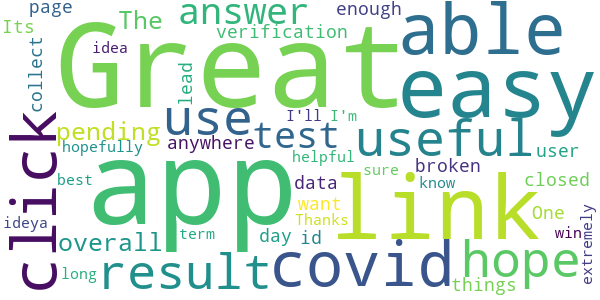 page
enough
Its
The
answer
able
idea
Great
verification
collect
lead
easy
click
use
I'll
I'm
pending
test
useful
user
hopefully
anywhere
helpful
broken
best
app
link
sure
know
closed
data
want
Thanks
One
ideya
term
day
id
win
extremely
overall
hope
long
result
covid
things